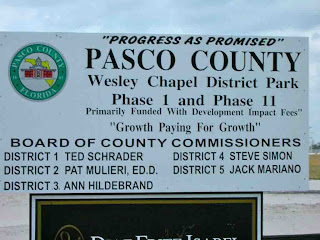 "PROGRESS AS PROMISED"
PASCO COUNTY
FLORIDA
PASCO COUNTY
Wesley Chapel District Park
Phase 1 and Phase 11
Primarily Funded With Development Impact Fees"
"Growth Paying For Growth"
BOARD OF COUNTY COMMISSIONERS
DISTRICT 1 TED SCHRADER DISTRICT 4 STEVE SIMON
DISTRICT 2 PAT MULIERI, ED.D. DISTRICT 5 JACK MARIANO
DISTRICT 3 ANN HILDEBRAND